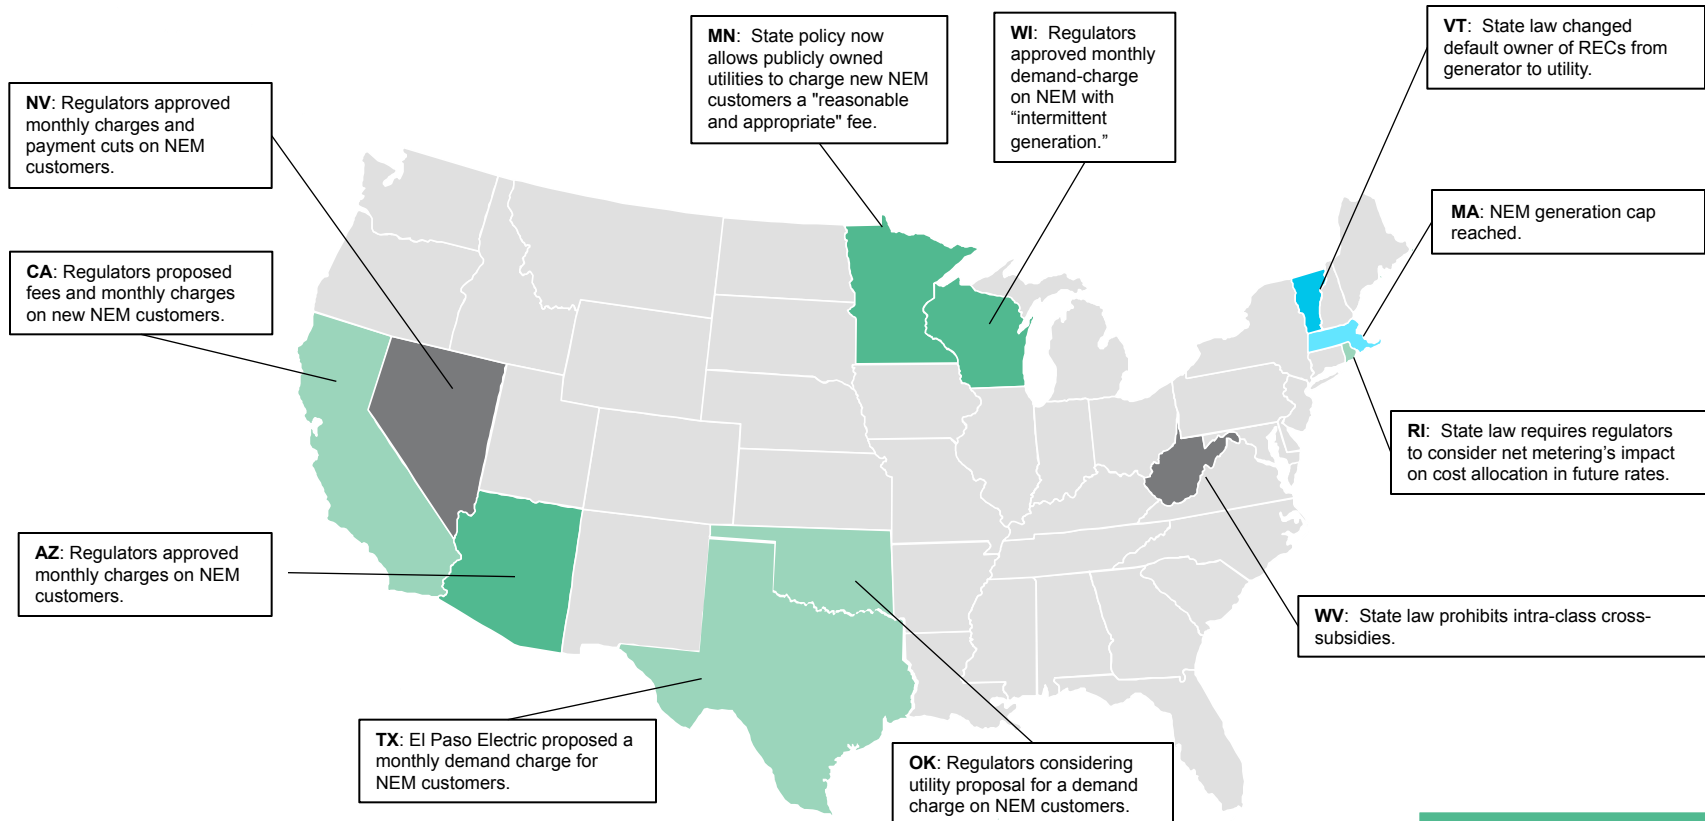 MN: State policy now
allows publicly owned
utilities to charge new NEM
customers a "reasonable
and appropriate" fee.
WI: Regulators
approved monthly
demand-charge
on NEM with
“intermittent
generation.”
VT: State law changed
default owner of RECs from
generator to utility.
NV: Regulators approved
monthly charges and
payment cuts on NEM
customers.
MA: NEM generation cap
reached.
CA: Regulators proposed
fees and monthly charges
on new NEM customers.
RI: State law requires regulators
to consider net metering’s impact
on cost allocation in future rates.
AZ: Regulators approved
monthly charges on NEM
customers.
WV: State law prohibits intra-class cross-
subsidies.
TX: El Paso Electric proposed a
monthly demand charge for
NEM customers.
OK: Regulators considering
utility proposal for a demand
charge on NEM customers.